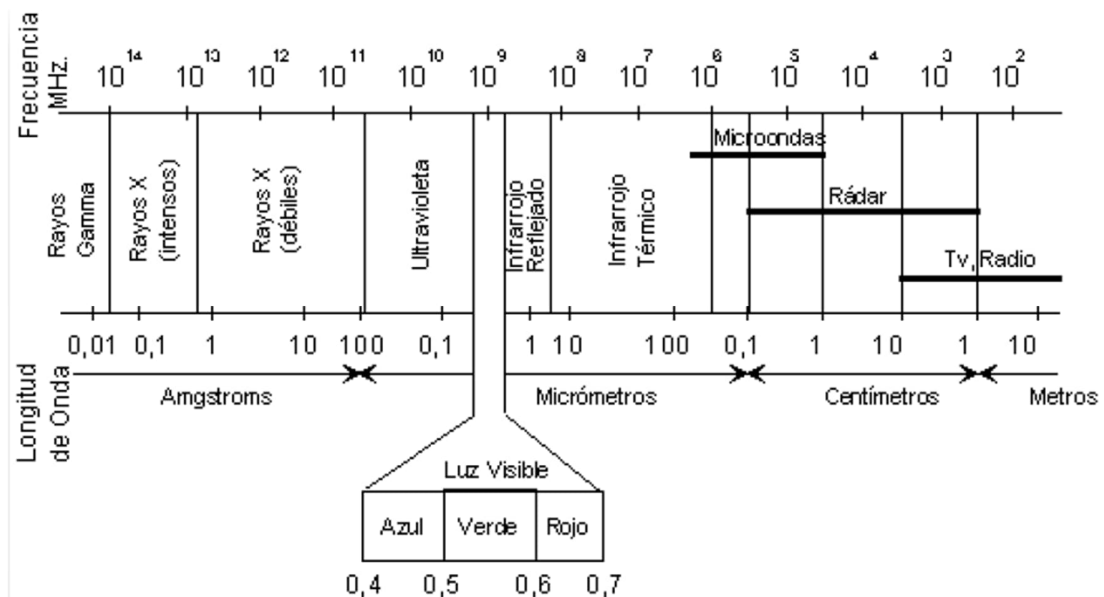 Frecuencia
MHz.
10¹⁴ 10¹³ 10¹² 10¹¹ 10¹⁰ 10⁹ 10⁸ 10⁷ 10⁶ 10⁵ 10⁴ 10³ 10²
Rayos
Gamma
Rayos X
(intensos)
Rayos X
(débiles)
Ultravioleta
Infrarrojo
Reflejado
Infrarrojo
Térmico
Microondas
Rádar
Tv, Radio
0,01 0,1 1 10 100 0,1 1 10 100 0,1 1 10 1 10
Longitud
de Onda
Amgstroms
Micrómetros
Centímetros
Metros
Luz Visible
Azul Verde Rojo
0,4 0,5 0,6 0,7